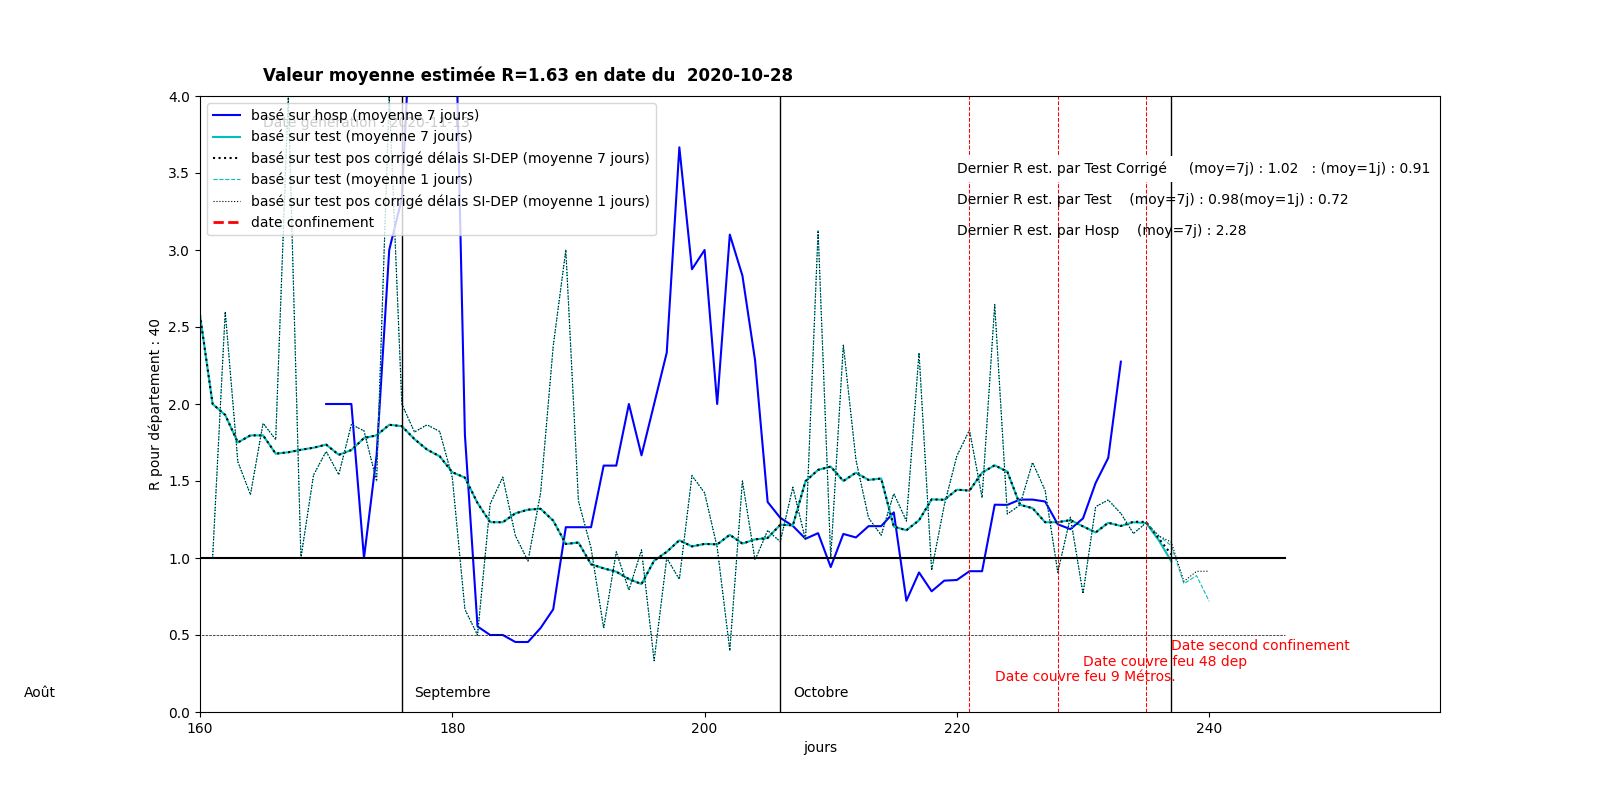 Valeur moyenne estimée R=1.63 en date du  2020-10-28
basé sur hosp (moyenne 7 jours)
basé sur test (moyenne 7 jours)
basé sur test pos corrigé délais SI-DEP (moyenne 7 jours)
basé sur test (moyenne 1 jours)
basé sur test pos corrigé délais SI-DEP (moyenne 1 jours)
date confinement
Dernier R est. par Test Corrigé (moy=7j) : 1.02 : (moy=1j) : 0.91
Dernier R est. par Test (moy=7j) : 0.98(moy=1j) : 0.72
Dernier R est. par Hosp (moy=7j) : 2.28
4.0
3.5
3.0
2.5
2.0
1.5
1.0
0.5
0.0
R pour département : 40
Date second confinement
Date couvre feu 48 dep
Date couvre feu 9 Métros.
Août
Septembre
Octobre
160
180
200
220
240
jours